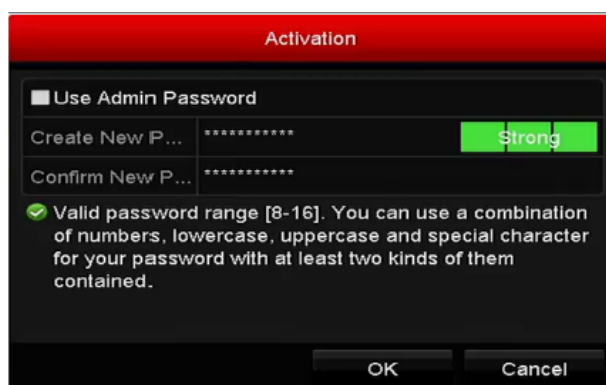 Activation
Use Admin Password
Create New P... *********** Strong
Confirm New P... ***********
Valid password range [8-16]. You can use a combination
of numbers, lowercase, uppercase and special character
for your password with at least two kinds of them
contained.
OK Cancel